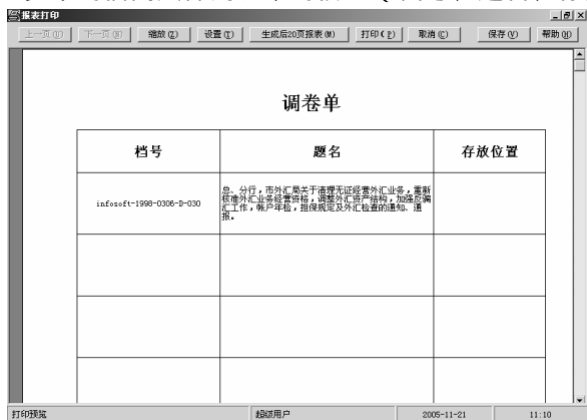 报表打印
上一页(U) 下一页(N) 缩放(Z) 设置(T) 生成后20页报表(M) 打印(P) 取消(C) 保存(V) 帮助(H)
调卷单
档号 题名 存放位置
infosoft-1998-0306-D-030
总、分行，市外汇局关于清理无证经营外汇业务，重新
核准外汇业务经营资格，调整外汇资产结构，加强反骗
汇工作，帐户年检，担保规定及外汇检查的通知、通
报。
打印预览 超级用户 2005-11-21 11:10